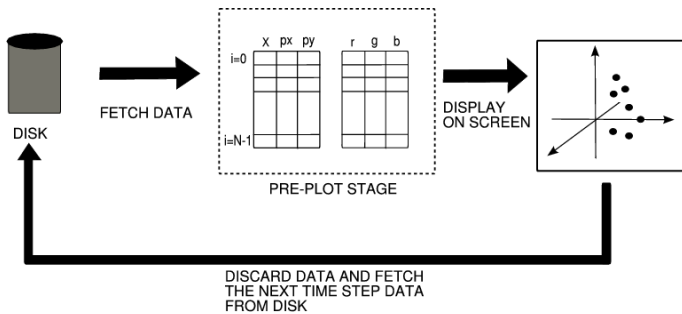 X px py r g b
i=0
i=N-1
DISK
FETCH DATA
PRE-PLOT STAGE
DISPLAY
ON SCREEN
DISCARD DATA AND FETCH
THE NEXT TIME STEP DATA
FROM DISK